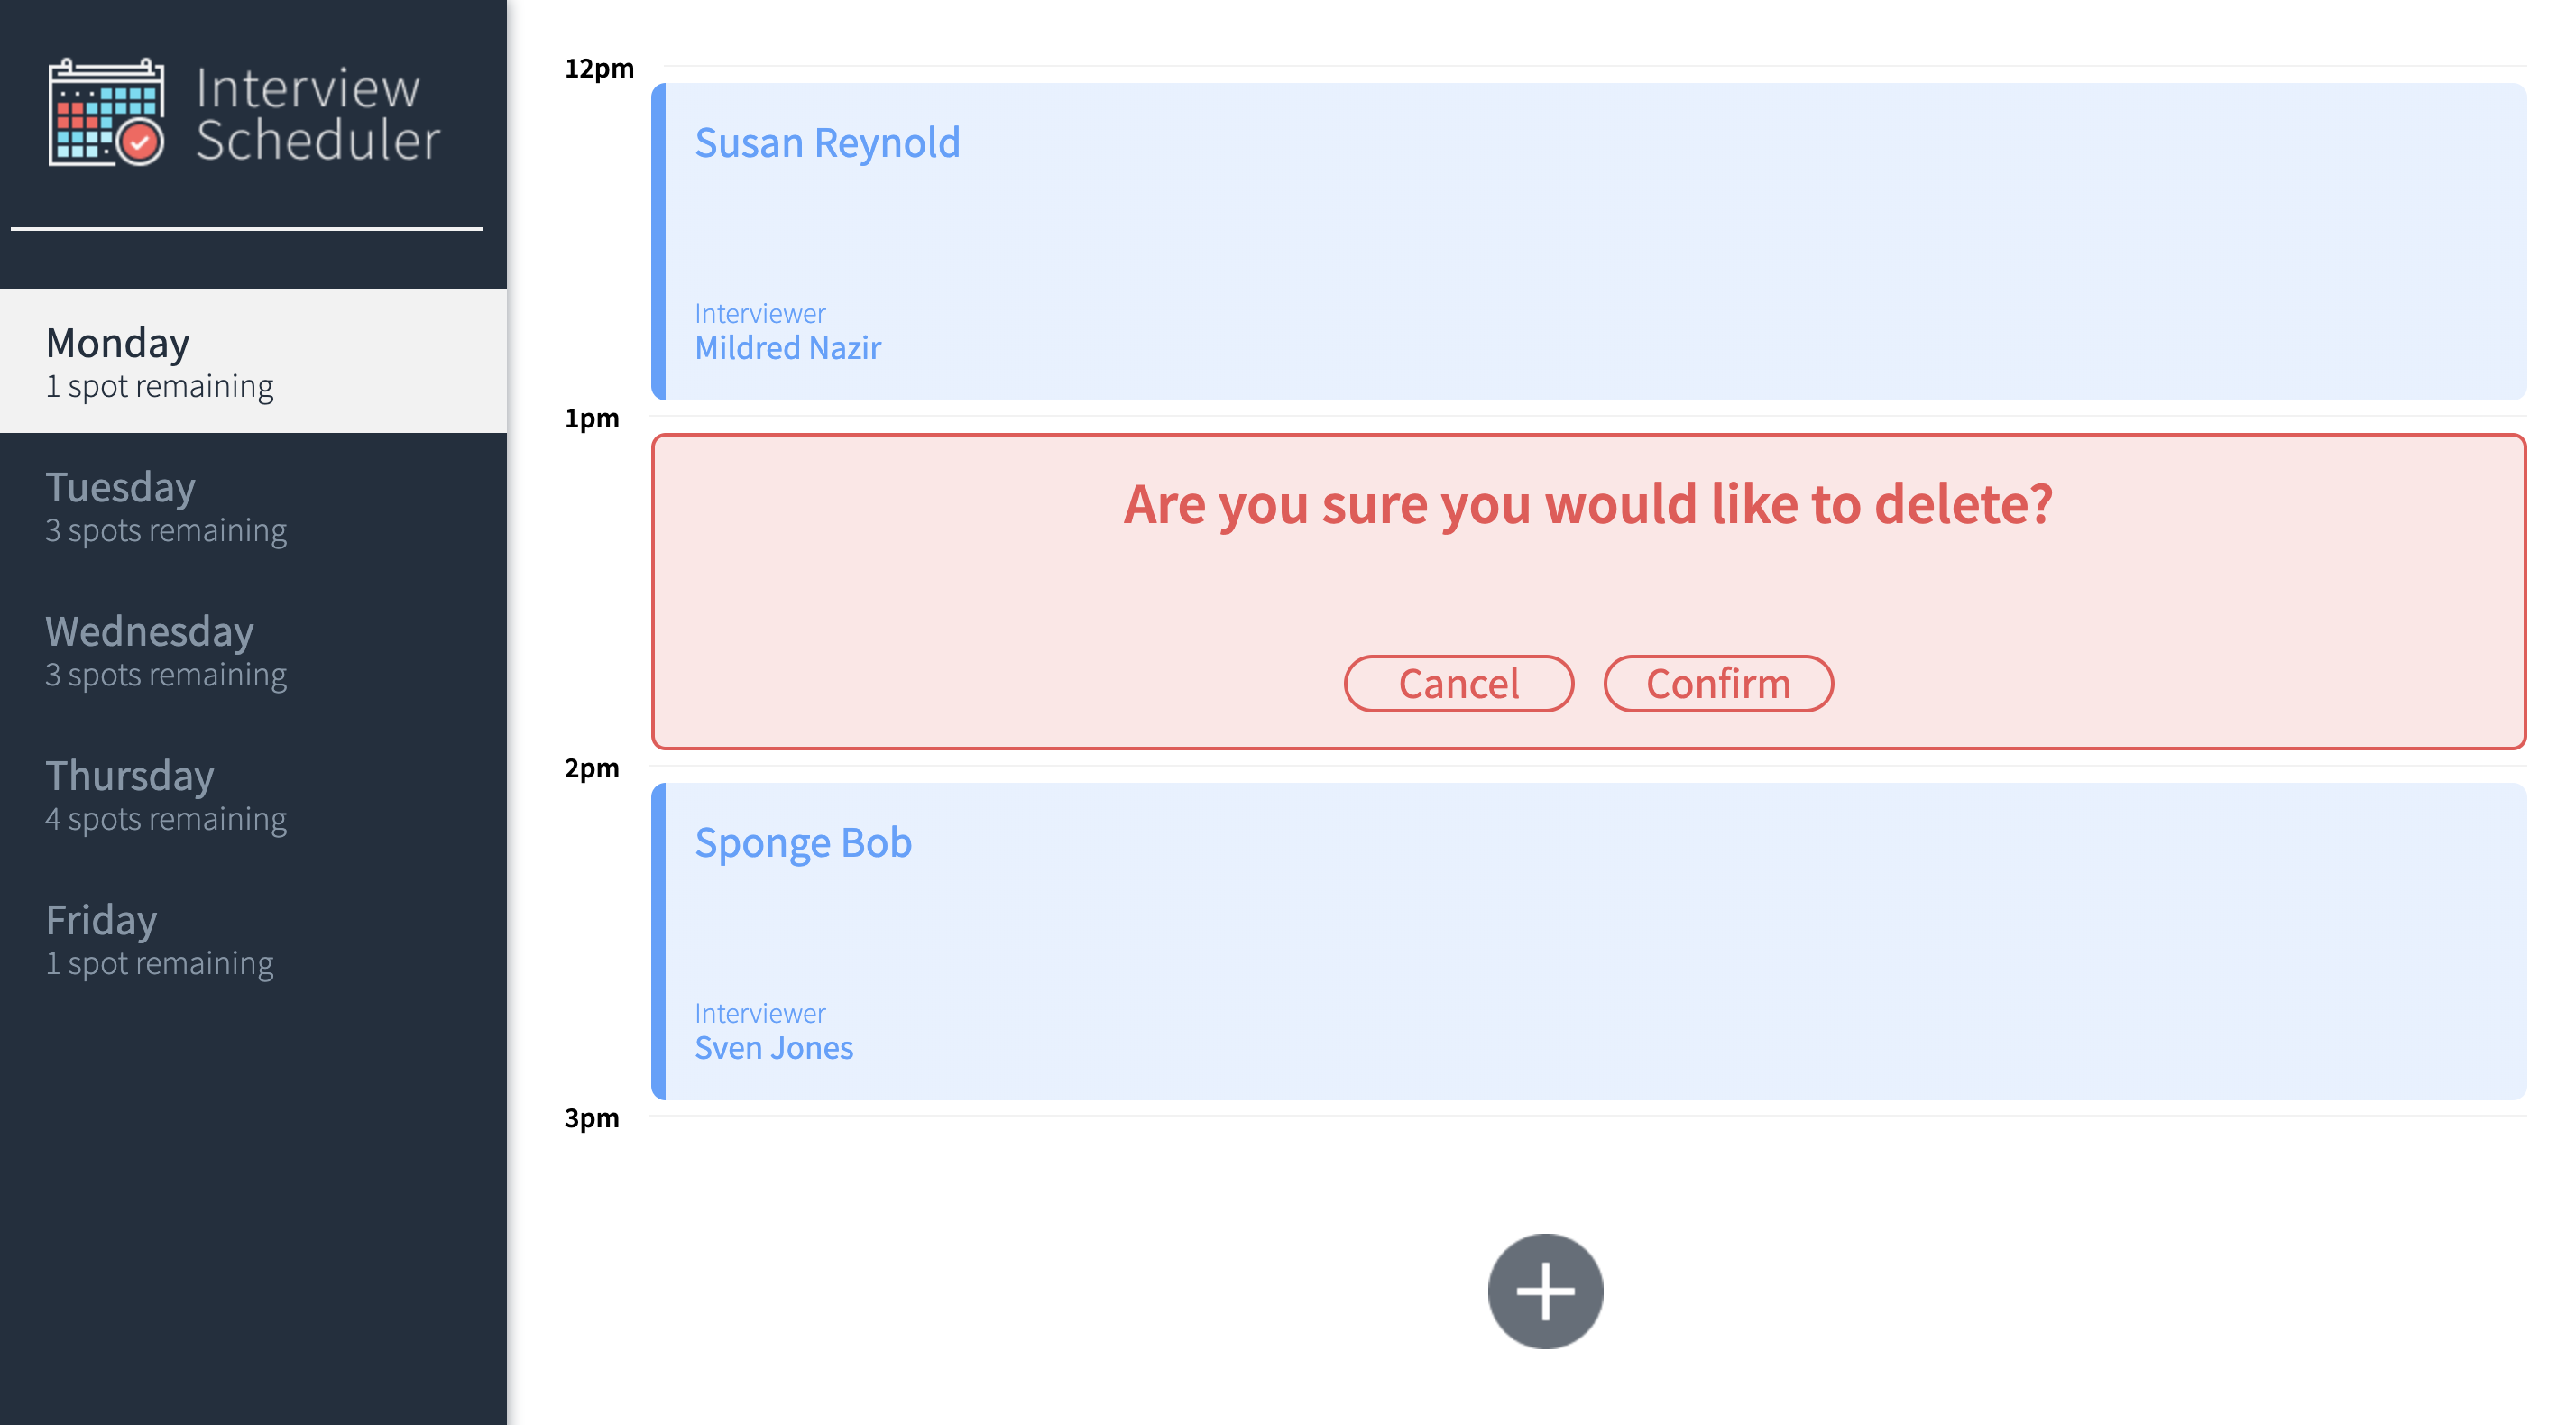 Interview
Scheduler
Monday
1 spot remaining
Tuesday
3 spots remaining
Wednesday
3 spots remaining
Thursday
4 spots remaining
Friday
1 spot remaining
12pm
Susan Reynold
Interviewer
Mildred Nazir
1pm
Are you sure you would like to delete?
Cancel
Confirm
2pm
Sponge Bob
Interviewer
Sven Jones
3pm